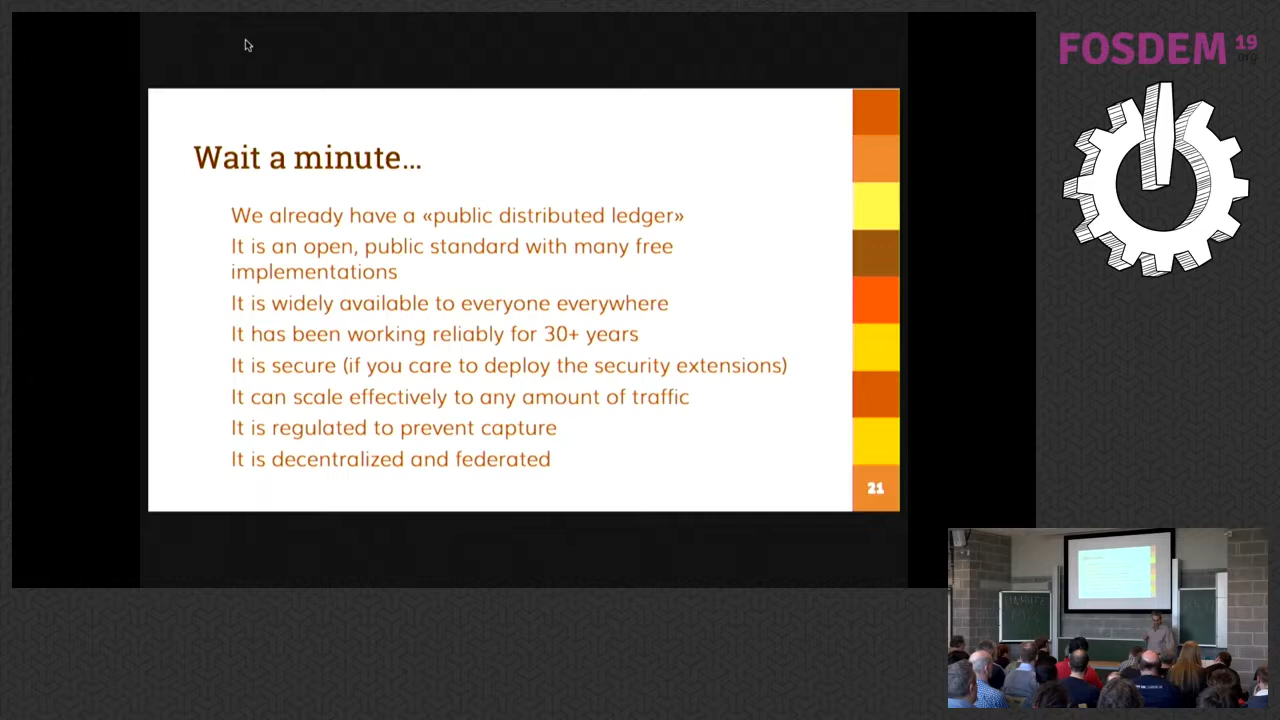 FOSDEM 19
.org
Wait a minute…
We already have a «public distributed ledger»
It is an open, public standard with many free
implementations
It is widely available to everyone everywhere
It has been working reliably for 30+ years
It is secure (if you care to deploy the security extensions)
It can scale effectively to any amount of traffic
It is regulated to prevent capture
It is decentralized and federated
21